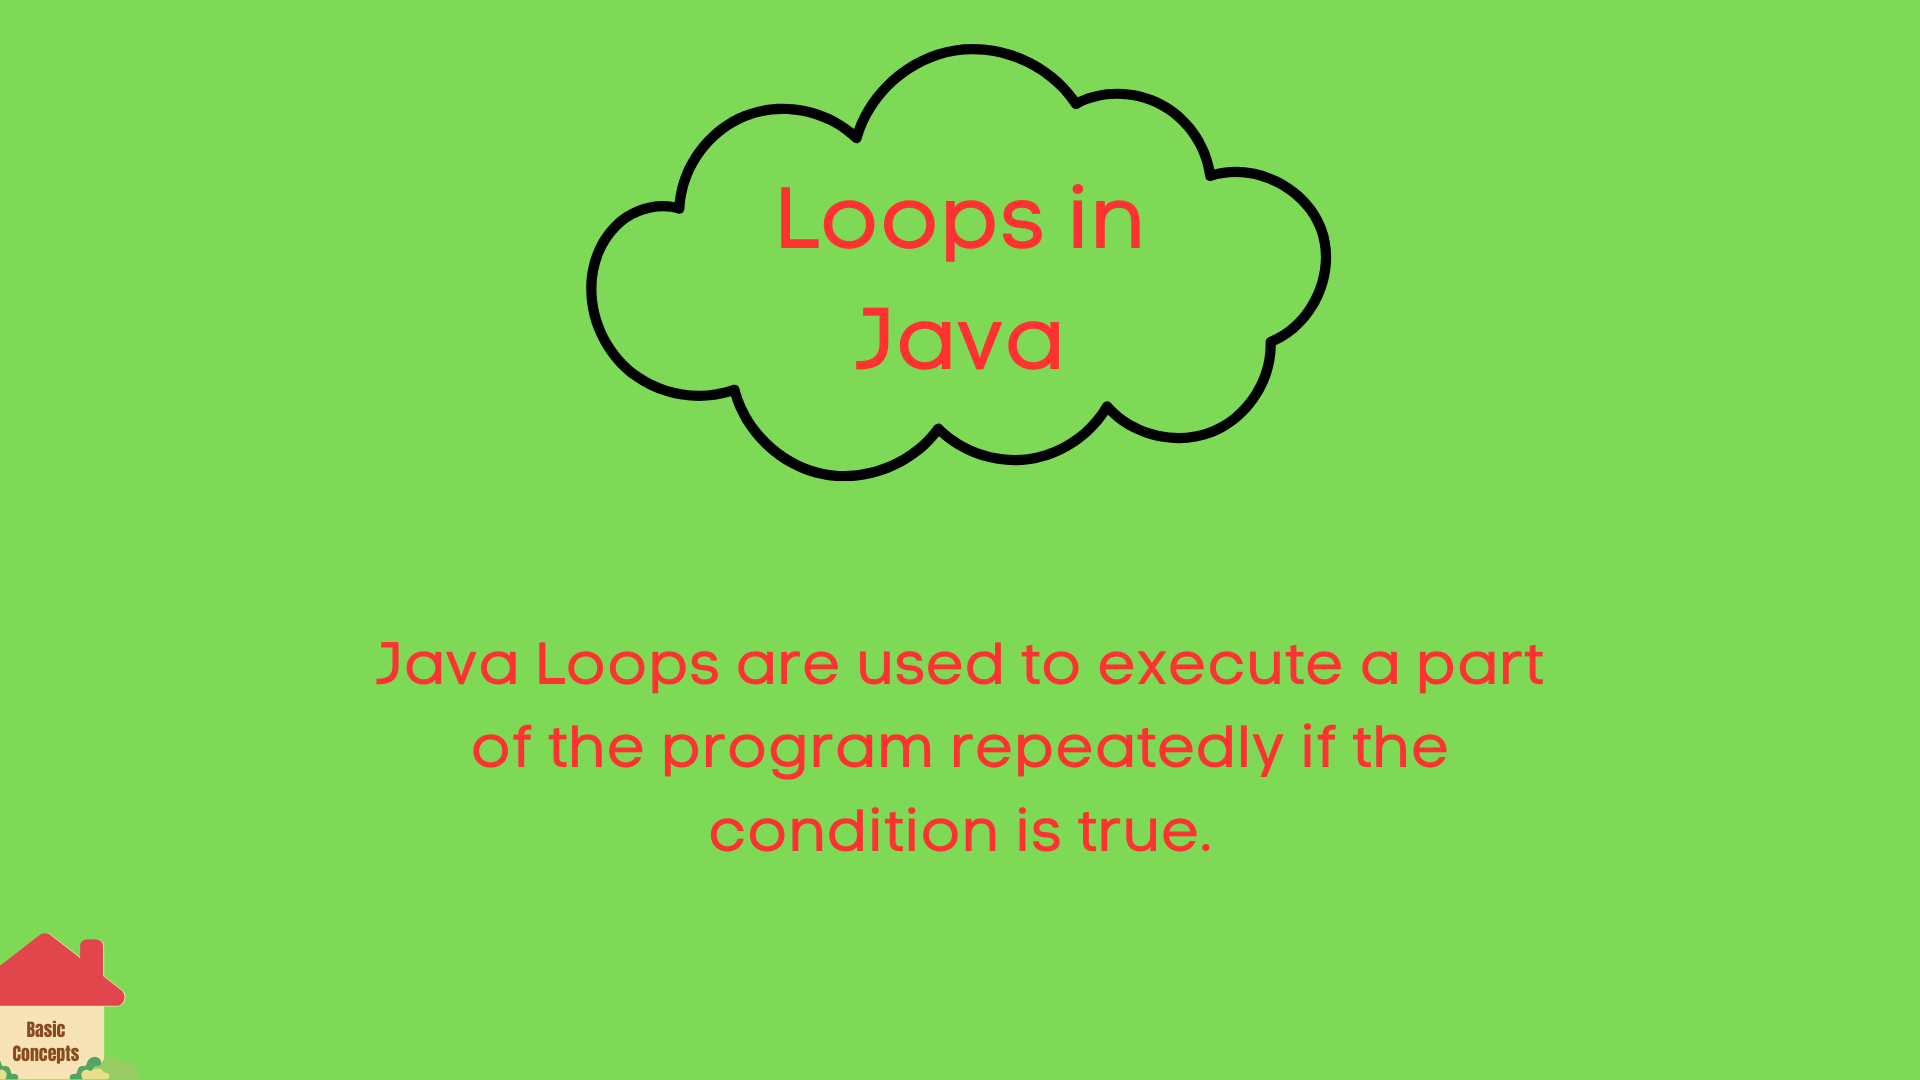 Loops in
Java
Java Loops are used to execute a part
of the program repeatedly if the
condition is true.
Basic
Concepts